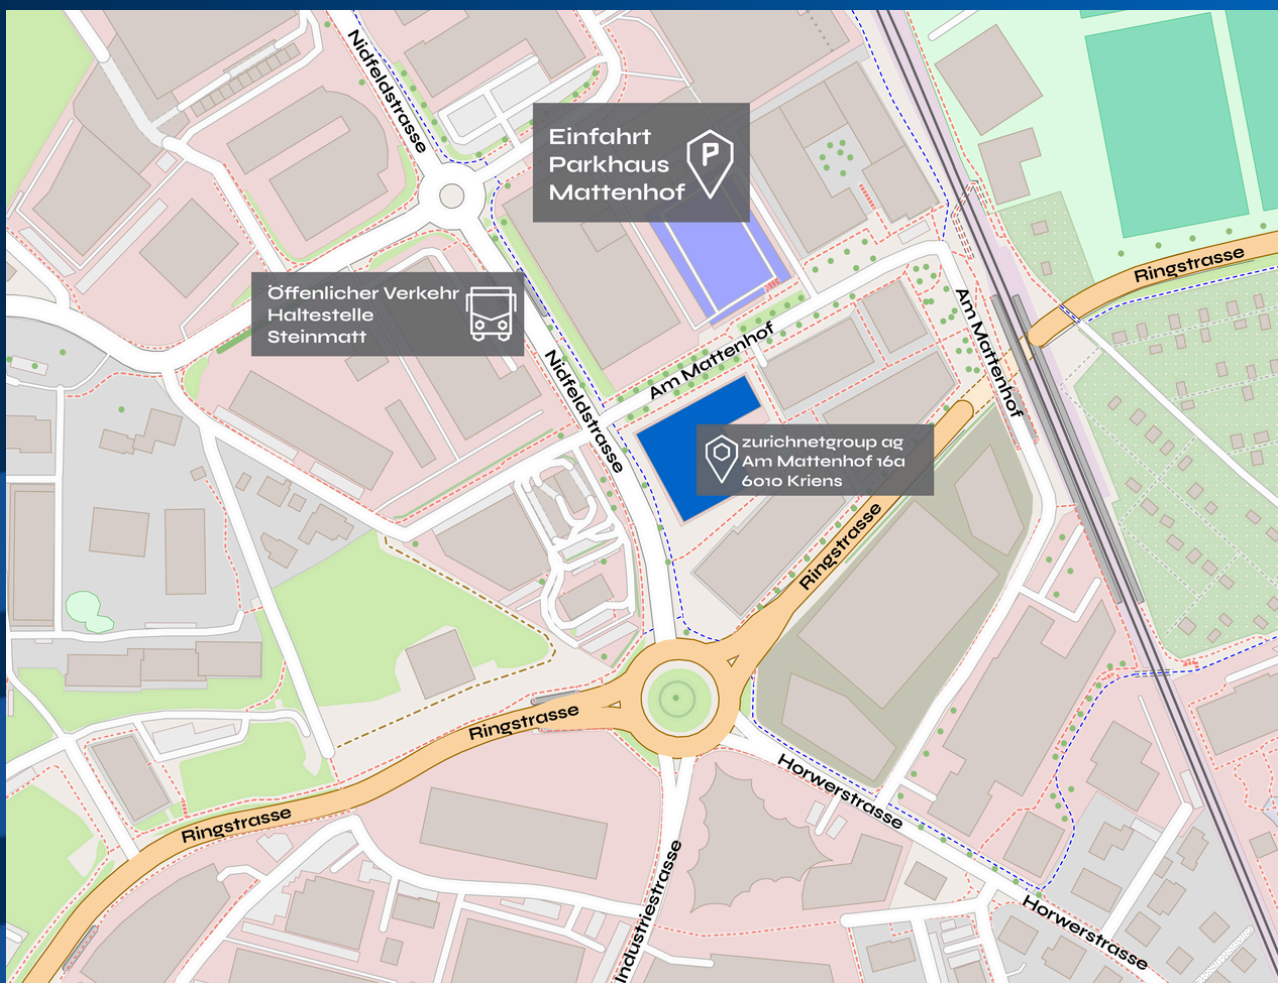 Nidfeldstrasse
Einfahrt
Parkhaus
Mattenhof
P
Ringstrasse
Öffenlicher Verkehr
Haltestelle
Steinmatt
Am Mattenhof
Nidfeldstrasse
Am Mattenhof
zurichnetgroup ag
Am Mattenhof 16a
6010 Kriens
Ringstrasse
Ringstrasse
Horwerstrasse
Ringstrasse
Industriestrasse
Horwerstrasse